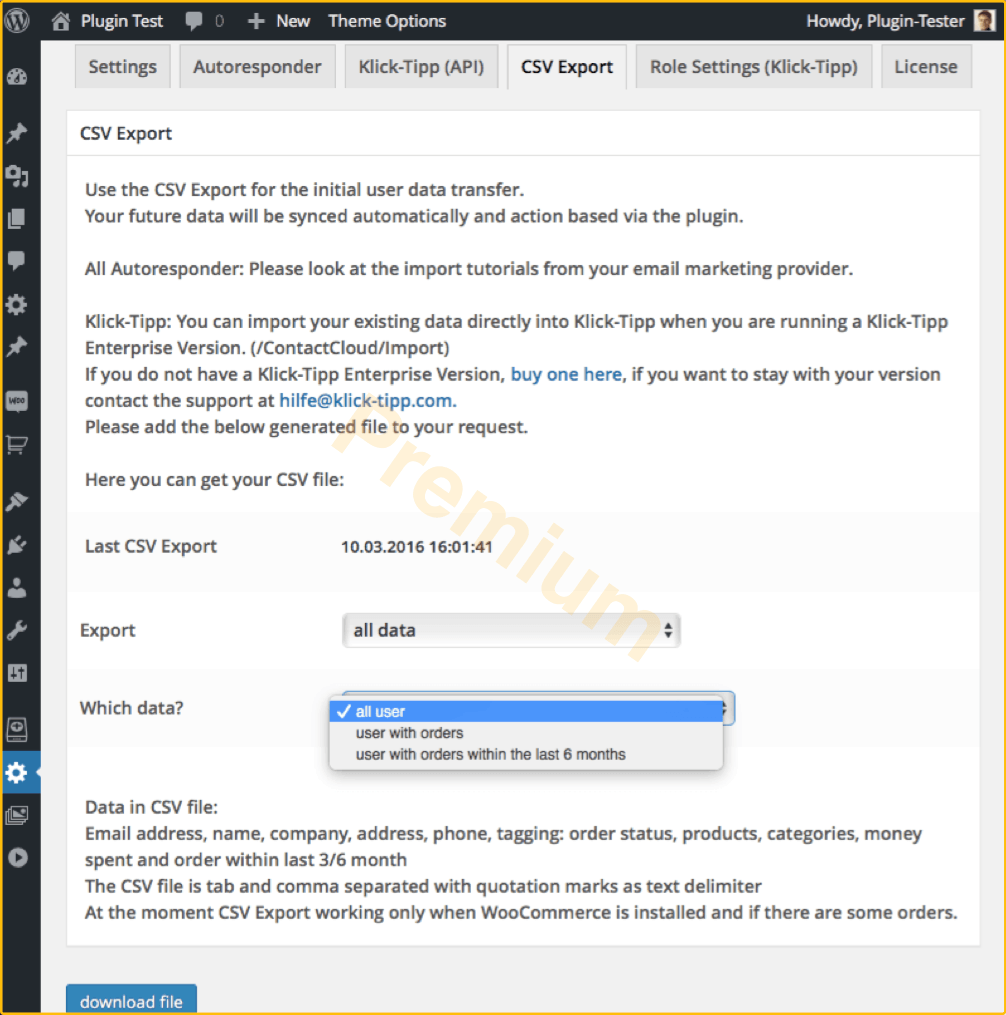 Plugin Test 0 New Theme Options Howdy, Plugin-Tester
Settings Autoresponder Klick-Tipp (API) CSV Export Role Settings (Klick-Tipp) License
CSV Export
Use the CSV Export for the initial user data transfer.
Your future data will be synced automatically and action based via the plugin.
All Autoresponder: Please look at the import tutorials from your email marketing provider.
Klick-Tipp: You can import your existing data directly into Klick-Tipp when you are running a Klick-Tipp
Enterprise Version. (/ContactCloud/Import)
If you do not have a Klick-Tipp Enterprise Version, buy one here, if you want to stay with your version
contact the support at hilfe@klick-tipp.com.
Please add the below generated file to your request.
Here you can get your CSV file:
Last CSV Export 10.03.2016 16:01:41
Premium
Export all data
Which data?
✓ all user
user with orders
user with orders within the last 6 months
Data in CSV file:
Email address, name, company, address, phone, tagging: order status, products, categories, money
spent and order within last 3/6 month
The CSV file is tab and comma separated with quotation marks as text delimiter
At the moment CSV Export working only when WooCommerce is installed and if there are some orders.
download file
Woo